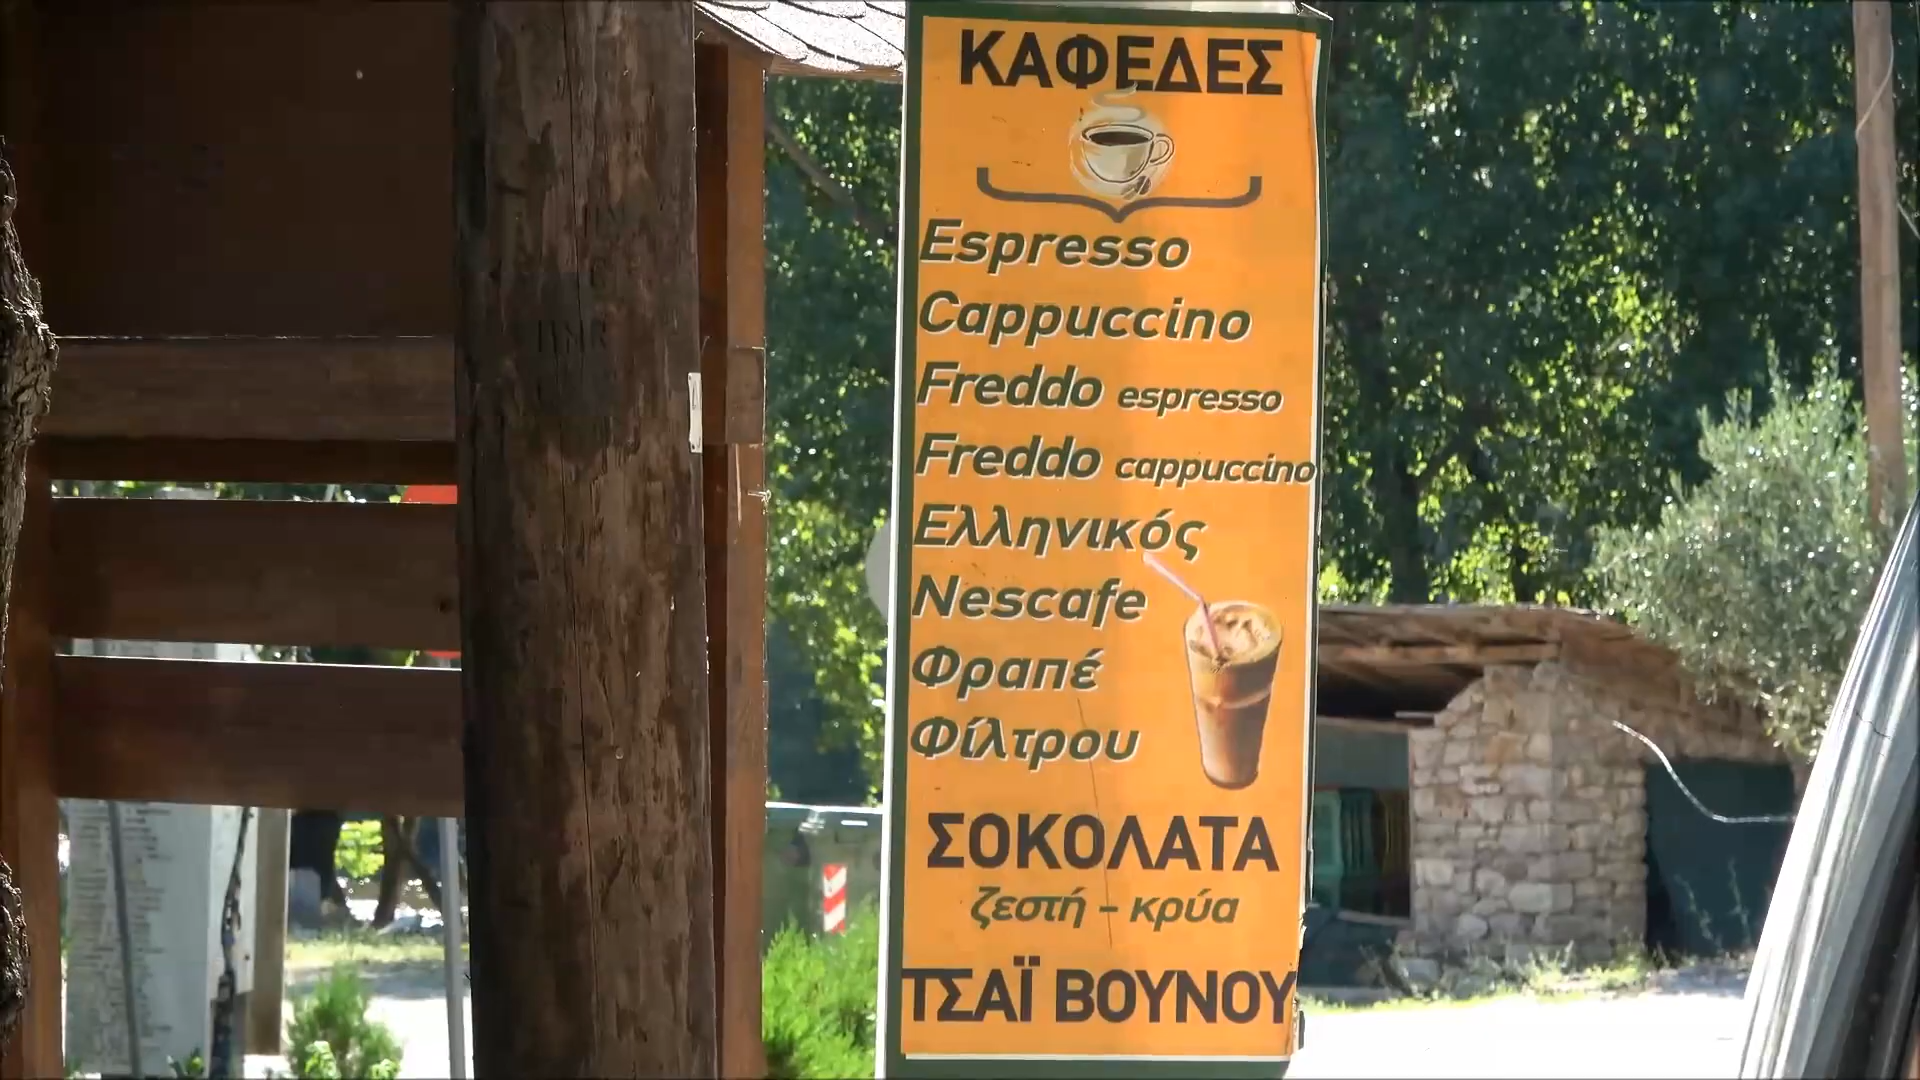 ΚΑΦΕΔΕΣ
Espresso
Cappuccino
Freddo espresso
Freddo cappuccino
Ελληνικός
Nescafe
Φραπέ
Φίλτρου
ΣΟΚΟΛΑΤΑ
ζεστή - κρύα
ΤΣΑΪ ΒΟΥΝΟΥ